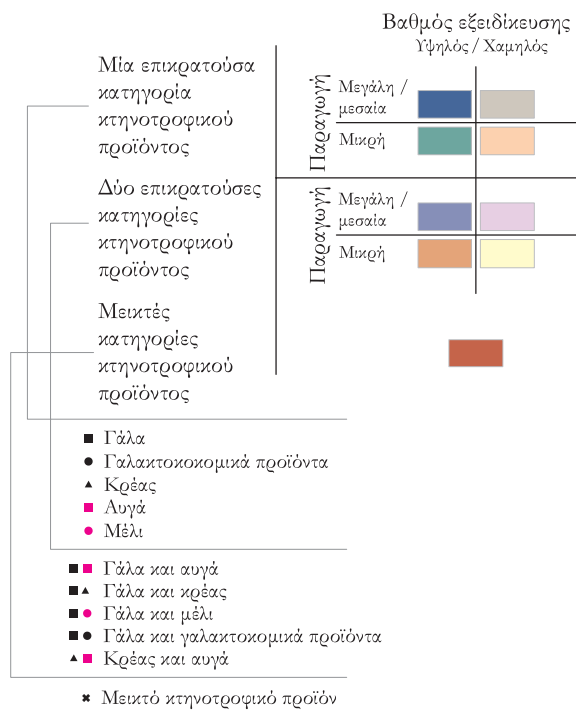 Βαθμός εξειδίκευσης
Υψηλός / Χαμηλός
Μία επικρατούσα
κατηγορία
κτηνοτροφικού
προϊόντος
Παραγωγή
Μεγάλη /
μεσαία
Μικρή
Δύο επικρατούσες
κατηγορίες
κτηνοτροφικού
προϊόντος
Παραγωγή
Μεγάλη /
μεσαία
Μικρή
Μεικτές
κατηγορίες
κτηνοτροφικού
προϊόντος
Γάλα
Γαλακτοκοκομικά προϊόντα
Κρέας
Αυγά
Μέλι
Γάλα και αυγά
Γάλα και κρέας
Γάλα και μέλι
Γάλα και γαλακτοκομικά προϊόντα
Κρέας και αυγά
Μεικτό κτηνοτροφικό προϊόν